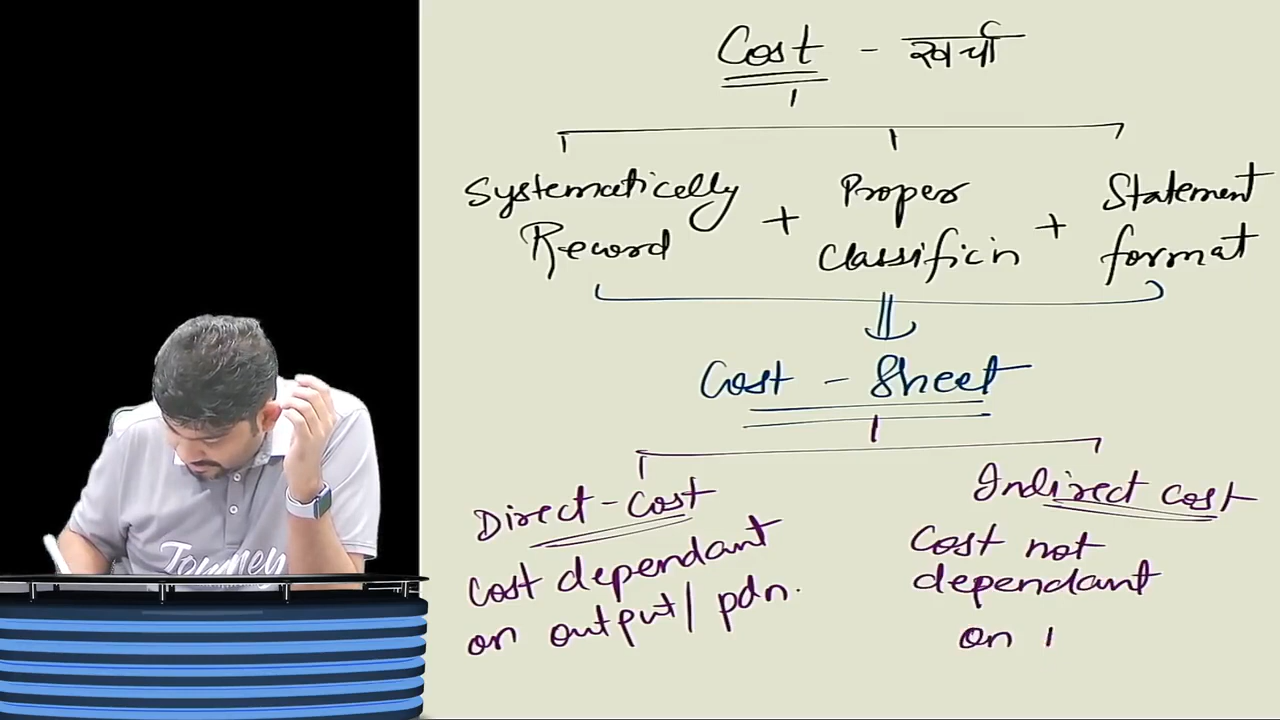 Cost - खर्चा
Systematically
Record
+
Proper
Classific'n
+
Statement
format
Cost - Sheet
Direct - Cost
Cost dependant
on output / pdn.
Indirect cost
Cost not
dependant
on
Journey